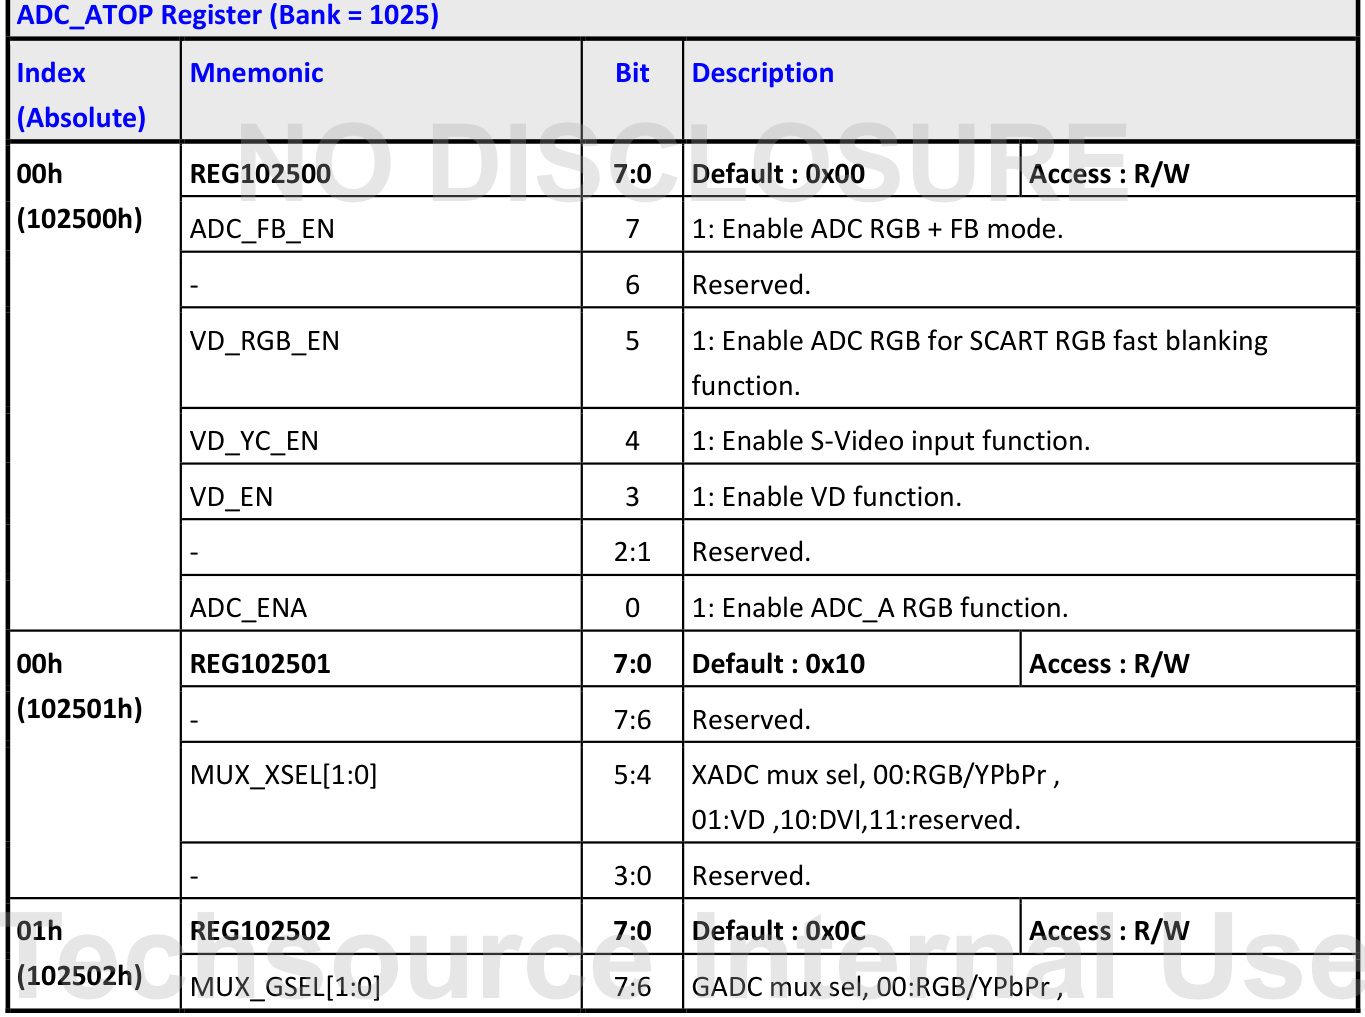 ADC_ATOP Register (Bank = 1025)
Index (Absolute) Mnemonic Bit Description
NO DISCLOSURE
00h (102500h) REG102500 7:0 Default : 0x00 Access : R/W
ADC_FB_EN 7 1: Enable ADC RGB + FB mode.
- 6 Reserved.
VD_RGB_EN 5 1: Enable ADC RGB for SCART RGB fast blanking
function.
VD_YC_EN 4 1: Enable S-Video input function.
VD_EN 3 1: Enable VD function.
- 2:1 Reserved.
ADC_ENA 0 1: Enable ADC_A RGB function.
00h (102501h) REG102501 7:0 Default : 0x10 Access : R/W
- 7:6 Reserved.
MUX_XSEL[1:0] 5:4 XADC mux sel, 00:RGB/YPbPr ,
01:VD ,10:DVI,11:reserved.
- 3:0 Reserved.
01h (102502h) REG102502 7:0 Default : 0x0C Access : R/W
MUX_GSEL[1:0] 7:6 GADC mux sel, 00:RGB/YPbPr ,
Techsource Internal Use